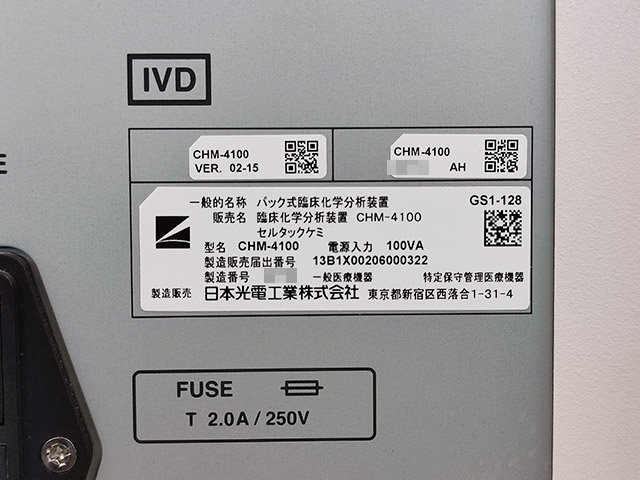 IVD
E
CHM-4100
VER. 02-15
CHM-4100
AH
一般的名称 パック式臨床化学分析装置 GS1-128
販売名 臨床化学分析装置 CHM-4100
セルタックケミ
型名 CHM-4100 電源入力 100VA
製造販売届出番号 13B1X00206000322
製造番号 一般医療機器 特定保守管理医療機器
製造販売 日本光電工業株式会社 東京都新宿区西落合1-31-4
FUSE
T 2.0A / 250V